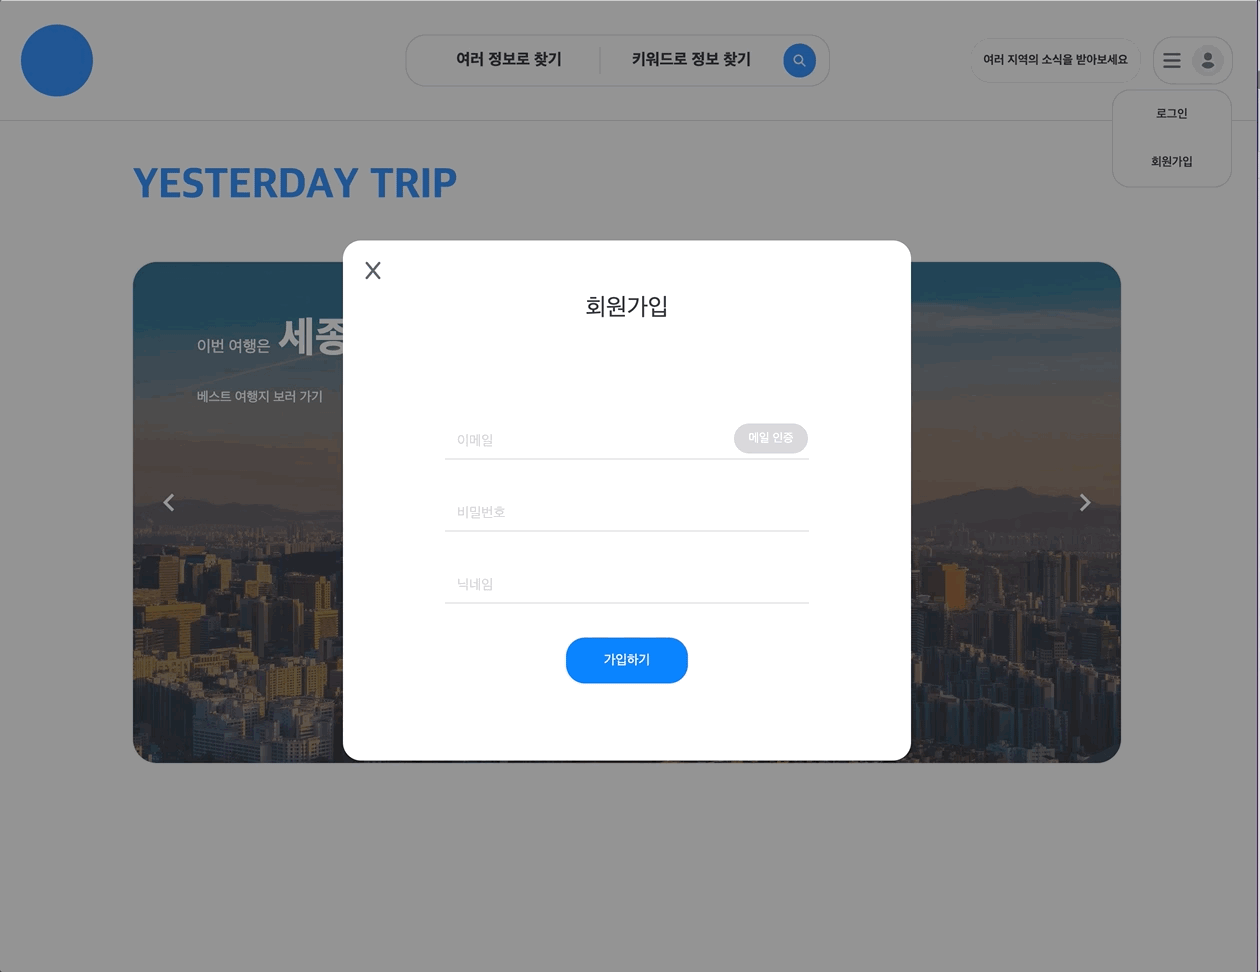 여러 정보로 찾기
키워드로 정보 찾기
여러 지역의 소식을 받아보세요
로그인
회원가입
YESTERDAY TRIP
이번 여행은 세종
베스트 여행지 보러 가기
X
회원가입
이메일
메일 인증
비밀번호
닉네임
가입하기